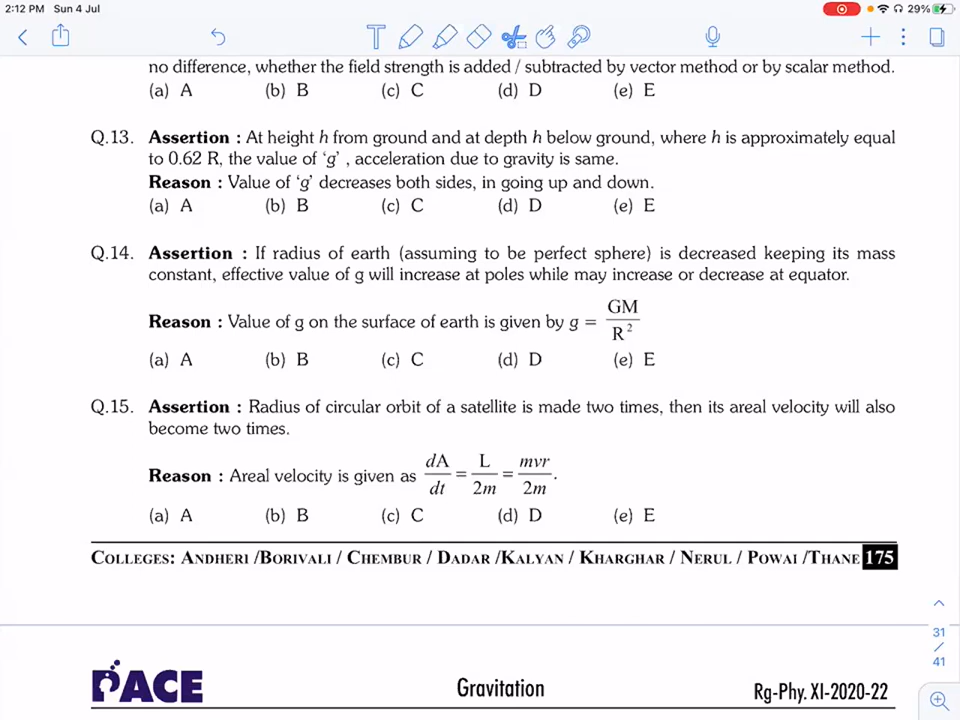 2:12 PM Sun 4 Jul 29%
no difference, whether the field strength is added / subtracted by vector method or by scalar method.
(a) A (b) B (c) C (d) D (e) E
Q.13. Assertion : At height h from ground and at depth h below ground, where h is approximately equal
to 0.62 R, the value of ‘g’ , acceleration due to gravity is same.
Reason : Value of ‘g’ decreases both sides, in going up and down.
(a) A (b) B (c) C (d) D (e) E
Q.14. Assertion : If radius of earth (assuming to be perfect sphere) is decreased keeping its mass
constant, effective value of g will increase at poles while may increase or decrease at equator.
Reason : Value of g on the surface of earth is given by g = GM / R²
(a) A (b) B (c) C (d) D (e) E
Q.15. Assertion : Radius of circular orbit of a satellite is made two times, then its areal velocity will also
become two times.
Reason : Areal velocity is given as dA/dt = L/2m = mvr/2m.
(a) A (b) B (c) C (d) D (e) E
COLLEGES: ANDHERI /BORIVALI / CHEMBUR / DADAR /KALYAN / KHARGHAR / NERUL / POWAI /THANE 175
31
/
41
PACE Gravitation Rg-Phy. XI-2020-22